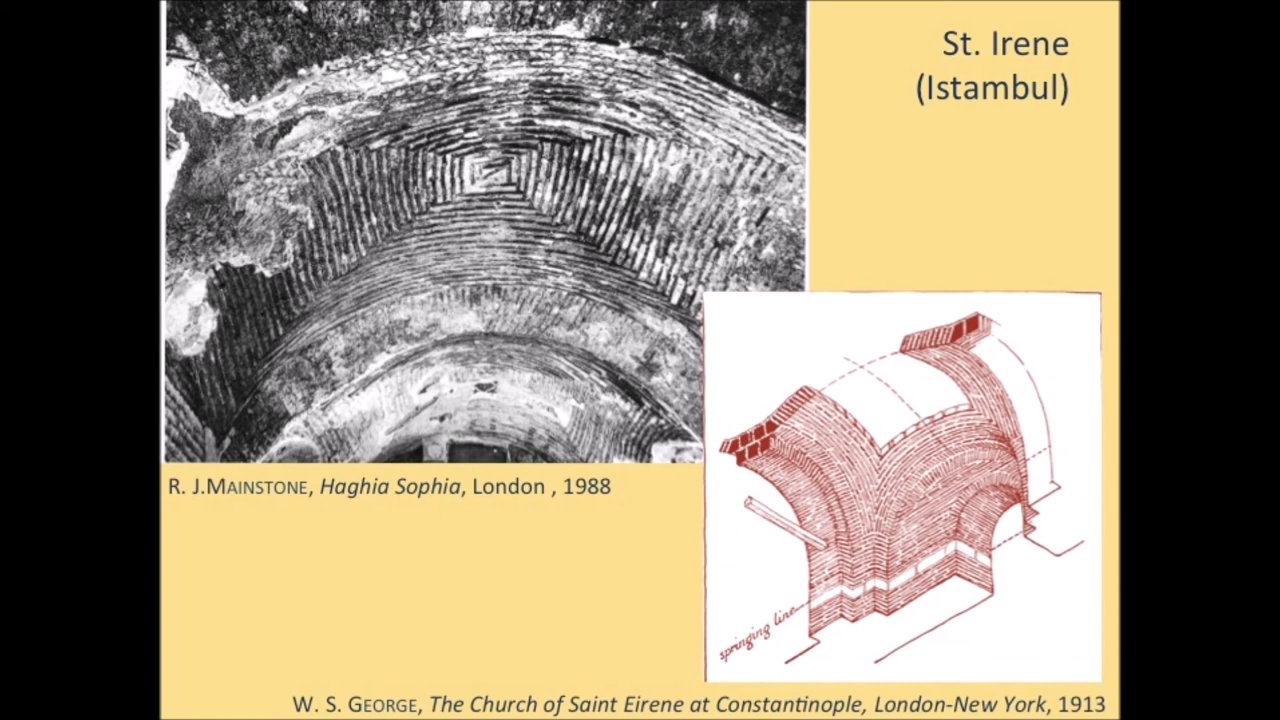 St. Irene
(Istambul)
R. J.MAINSTONE, Haghia Sophia, London , 1988
springing line
W. S. GEORGE, The Church of Saint Eirene at Constantinople, London-New York, 1913